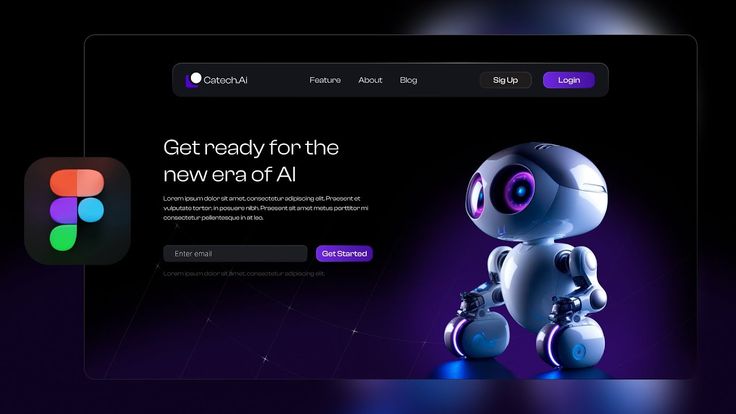 Catech.Ai
Feature About Blog
Sig Up
Login
Get ready for the
new era of AI
Lorem ipsum dolor sit amet, consectetur adipiscing elit. Praesent et
vulputate tortor, in posuere nibh. Praesent sit amet metus porttitor mi
consectetur pellentesque in at leo.
Enter email
Get Started
Lorem ipsum dolor sit amet, consectetur adipiscing elit.